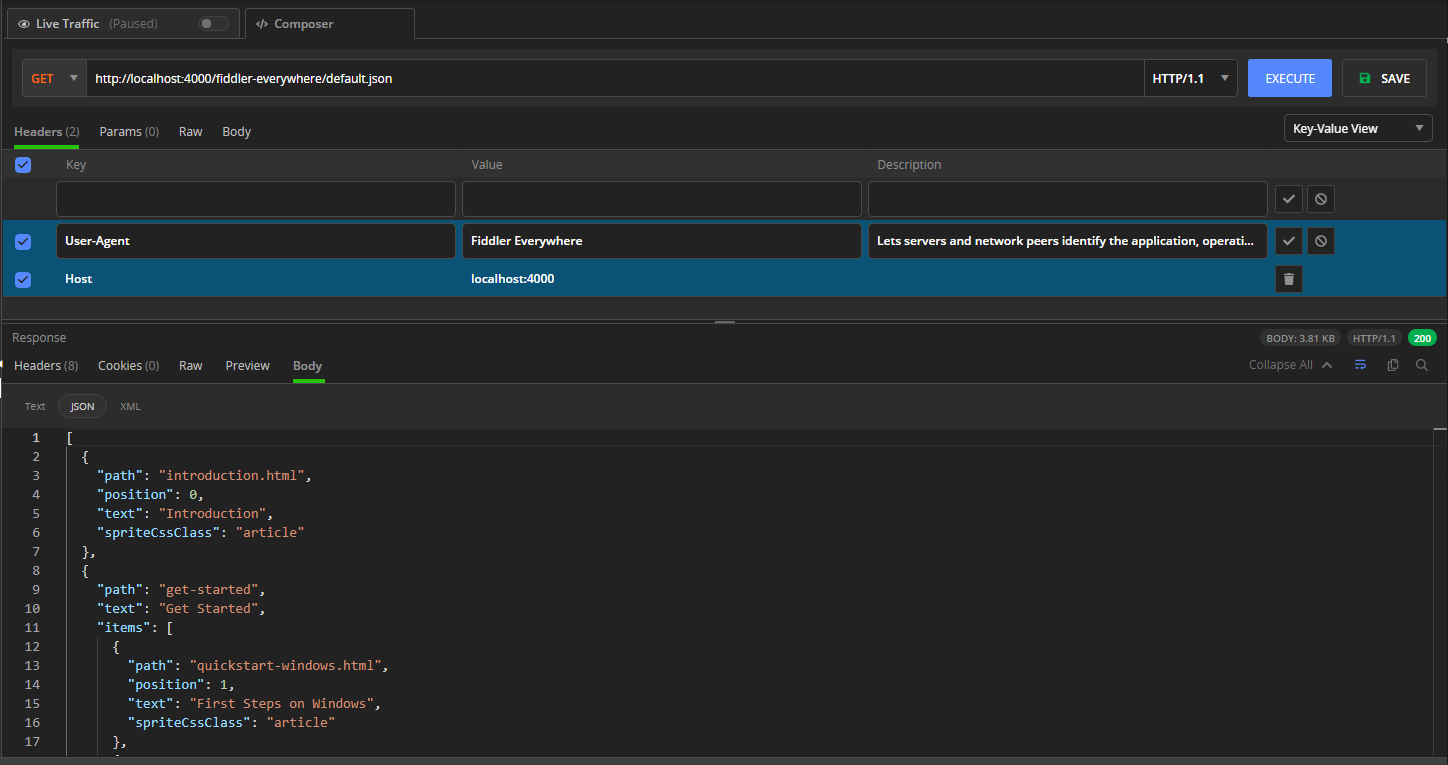 Live Traffic (Paused) </> Composer
GET http://localhost:4000/fiddler-everywhere/default.json HTTP/1.1 EXECUTE SAVE
Headers (2) Params (0) Raw Body Key-Value View
Key Value Description
User-Agent Fiddler Everywhere Lets servers and network peers identify the application, operati...
Host localhost:4000
Response BODY: 3.81 KB HTTP/1.1 200
Headers (8) Cookies (0) Raw Preview Body Collapse All
Text JSON XML
1 [
2 {
3 "path": "introduction.html",
4 "position": 0,
5 "text": "Introduction",
6 "spriteCssClass": "article"
7 },
8 {
9 "path": "get-started",
10 "text": "Get Started",
11 "items": [
12 {
13 "path": "quickstart-windows.html",
14 "position": 1,
15 "text": "First Steps on Windows",
16 "spriteCssClass": "article"
17 },